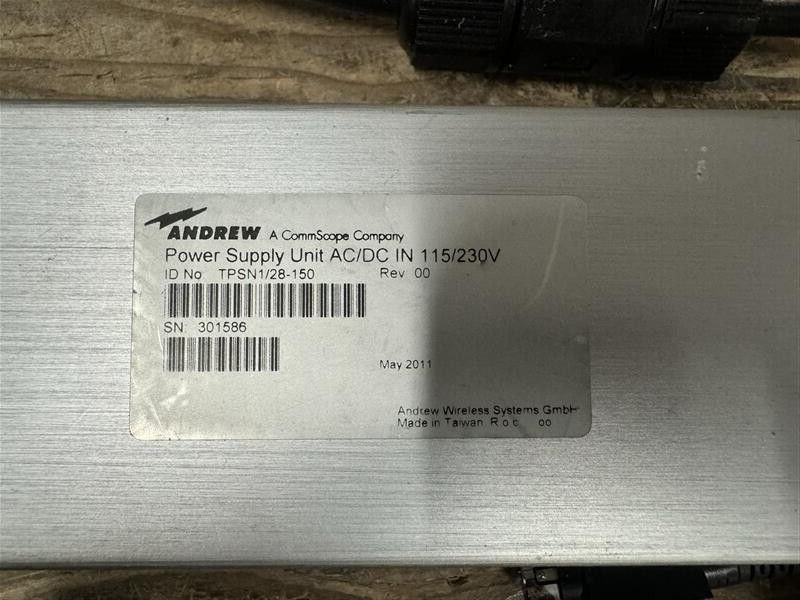 ANDREW A CommScope Company
Power Supply Unit AC/DC IN 115/230V
ID No TPSN1/28-150 Rev 00
SN: 301586
May 2011
Andrew Wireless Systems GmbH
Made in Taiwan R o c 00